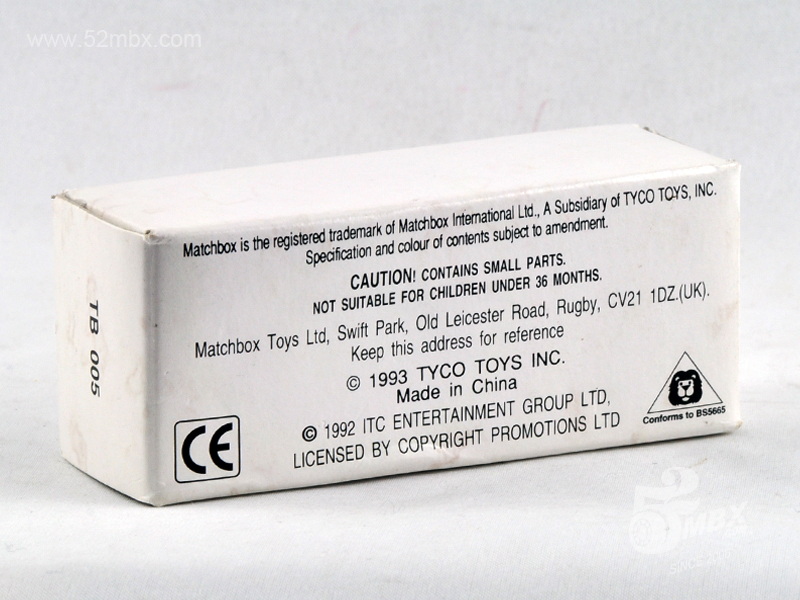 www.52mbx.com
Matchbox is the registered trademark of Matchbox International Ltd., A Subsidiary of TYCO TOYS, INC.
Specification and colour of contents subject to amendment.
CAUTION! CONTAINS SMALL PARTS.
NOT SUITABLE FOR CHILDREN UNDER 36 MONTHS.
Matchbox Toys Ltd, Swift Park, Old Leicester Road, Rugby, CV21 1DZ.(UK).
Keep this address for reference
© 1993 TYCO TOYS INC.
Made in China
© 1992 ITC ENTERTAINMENT GROUP LTD,
LICENSED BY COPYRIGHT PROMOTIONS LTD
CE
Conforms to BS5665
TB 005
52MBX
SINCE